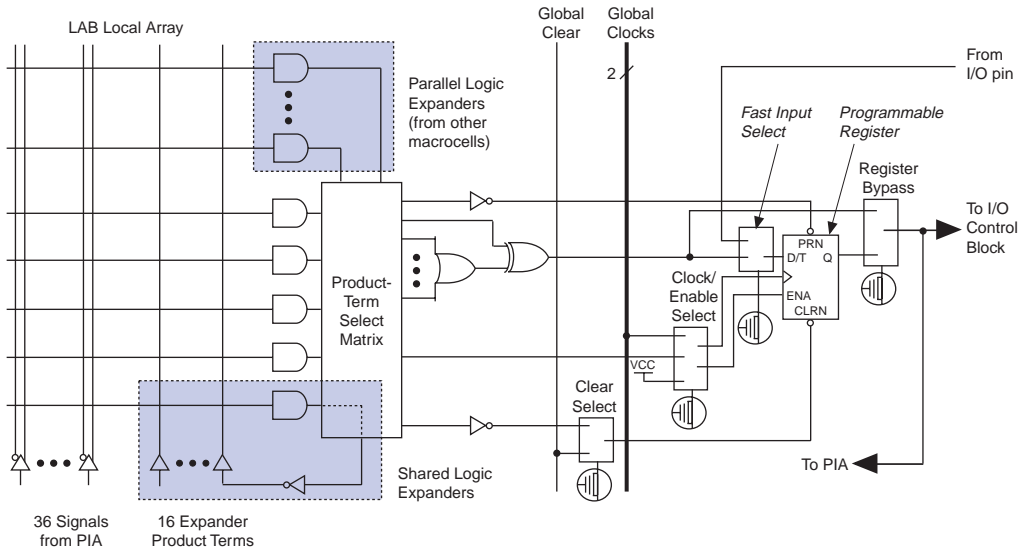 LAB Local Array
Global
Clear
Global
Clocks
2
From
I/O pin
Parallel Logic
Expanders
(from other
macrocells)
Fast Input
Select
Programmable
Register
Register
Bypass
To I/O
Control
Block
PRN
D/T
Q
ENA
CLRN
Product-
Term
Select
Matrix
Clock/
Enable
Select
VCC
Clear
Select
To PIA
Shared Logic
Expanders
36 Signals
from PIA
16 Expander
Product Terms